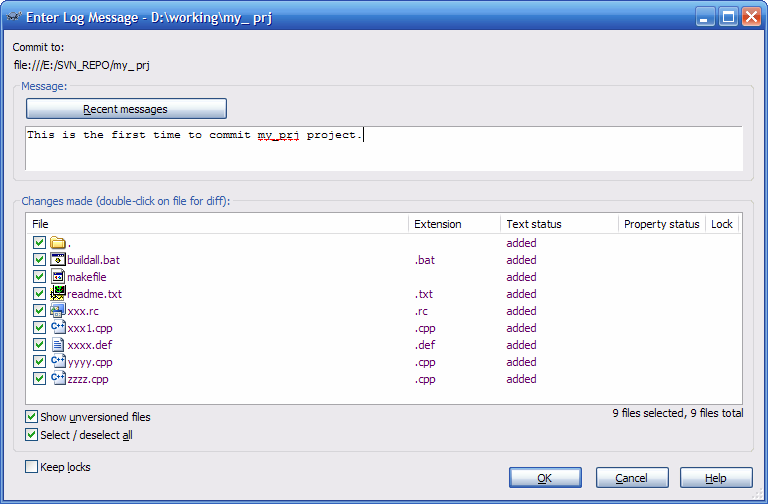 Enter Log Message - D:\working\my_ prj
Commit to:
file:///E:/SVN_REPO/my_ prj
Message:
Recent messages
This is the first time to commit my_prj project.
Changes made (double-click on file for diff):
File Extension Text status Property status Lock
. added
buildall.bat .bat added
makefile added
readme.txt .txt added
xxx.rc .rc added
xxx1.cpp .cpp added
xxxx.def .def added
yyyy.cpp .cpp added
zzzz.cpp .cpp added
Show unversioned files 9 files selected, 9 files total
Select / deselect all
Keep locks
OK Cancel Help